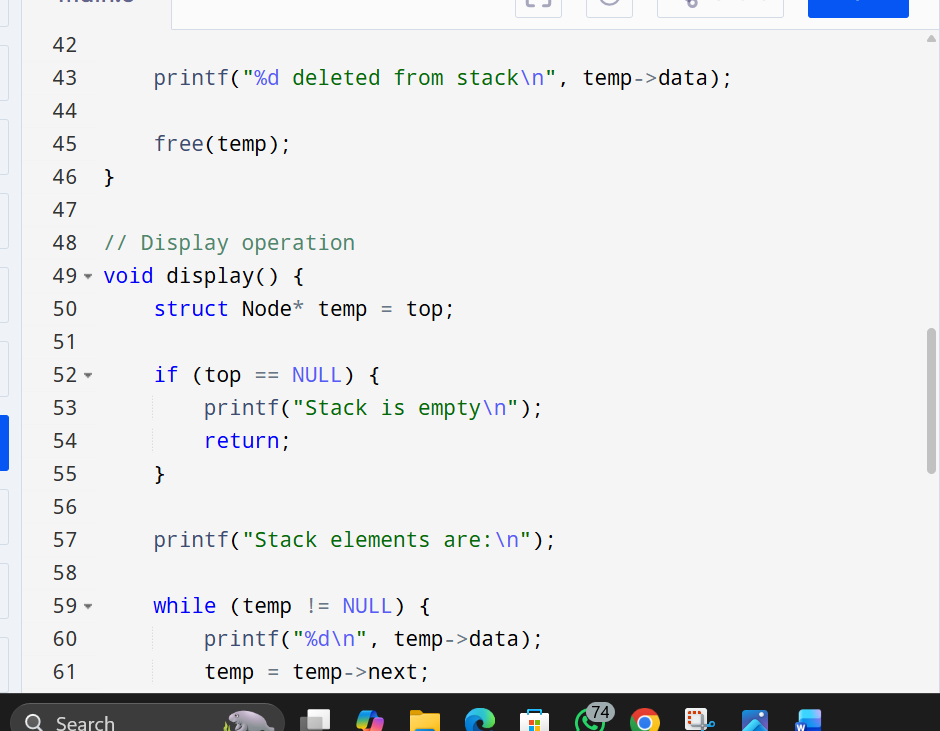 42
43 printf("%d deleted from stack\n", temp->data);
44
45 free(temp);
46 }
47
48 // Display operation
49 void display() {
50 struct Node* temp = top;
51
52 if (top == NULL) {
53 printf("Stack is empty\n");
54 return;
55 }
56
57 printf("Stack elements are:\n");
58
59 while (temp != NULL) {
60 printf("%d\n", temp->data);
61 temp = temp->next;
Search
74